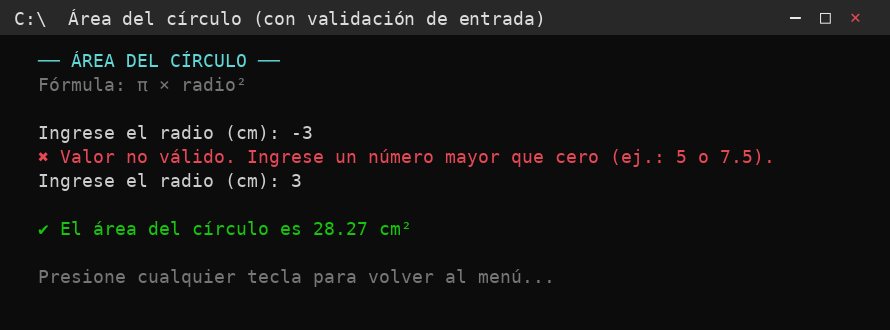 C:\ Área del círculo (con validación de entrada)
── ÁREA DEL CÍRCULO ──
Fórmula: π × radio²
Ingrese el radio (cm): -3
✖ Valor no válido. Ingrese un número mayor que cero (ej.: 5 o 7.5).
Ingrese el radio (cm): 3
✔ El área del círculo es 28.27 cm²
Presione cualquier tecla para volver al menú...